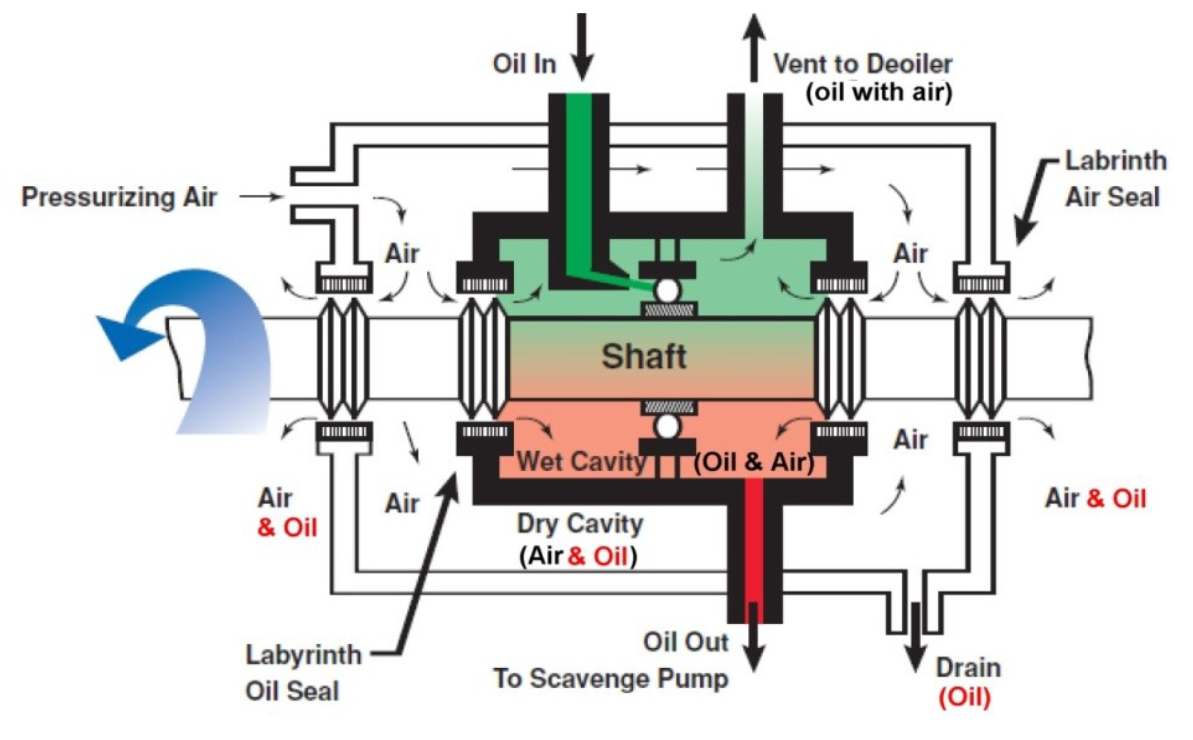 Oil In
Vent to Deoiler
(oil with air)
Labrinth
Air Seal
Pressurizing Air
Air
Air
Shaft
Wet Cavity
(Oil & Air)
Air
Air
& Oil
Air
Dry Cavity
(Air & Oil)
Air & Oil
Labyrinth
Oil Seal
Oil Out
To Scavenge Pump
Drain
(Oil)